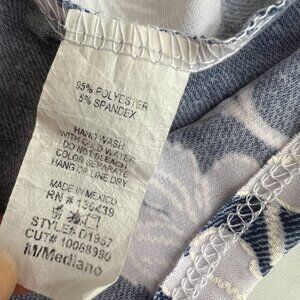 95% POLYESTER
5% SPANDEX
HAND WASH
WITH COLD WATER
DO NOT BLEACH
COLOR SEPARATE
HANG OR LINE DRY
MADE IN MEXICO
RN# 136439
STYLE# D1957
CUT# 10068990
M/Mediano